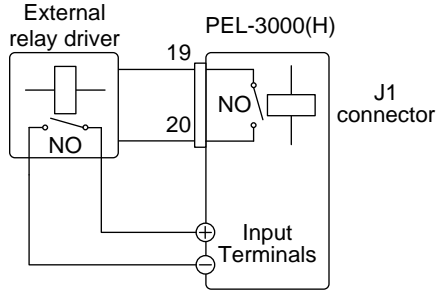 External
relay driver
PEL-3000(H)
19
NO
J1
connector
20
NO
Input
Terminals